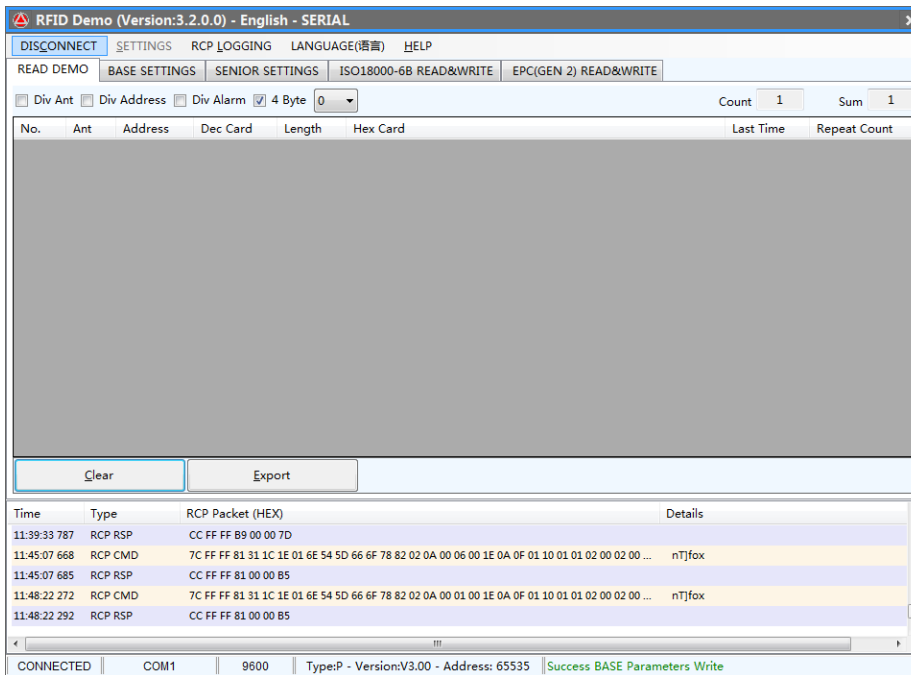 RFID Demo (Version:3.2.0.0) - English - SERIAL
DISCONNECT SETTINGS RCP LOGGING LANGUAGE(语言) HELP
READ DEMO BASE SETTINGS SENIOR SETTINGS ISO18000-6B READ&WRITE EPC(GEN 2) READ&WRITE
Div Ant Div Address Div Alarm 4 Byte 0 Count 1 Sum 1
No. Ant Address Dec Card Length Hex Card Last Time Repeat Count
Clear Export
Time Type RCP Packet (HEX) Details
11:39:33 787 RCP RSP CC FF FF B9 00 00 7D
11:45:07 668 RCP CMD 7C FF FF 81 31 1C 1E 01 6E 54 5D 66 6F 78 82 02 0A 00 06 00 1E 0A 0F 01 10 01 01 02 00 02 00 ... nT]fox
11:45:07 685 RCP RSP CC FF FF 81 00 00 B5
11:48:22 272 RCP CMD 7C FF FF 81 31 1C 1E 01 6E 54 5D 66 6F 78 82 02 0A 00 01 00 1E 0A 0F 01 10 01 01 02 00 02 00 ... nT]fox
11:48:22 292 RCP RSP CC FF FF 81 00 00 B5
CONNECTED COM1 9600 Type:P - Version:V3.00 - Address: 65535 Success BASE Parameters Write